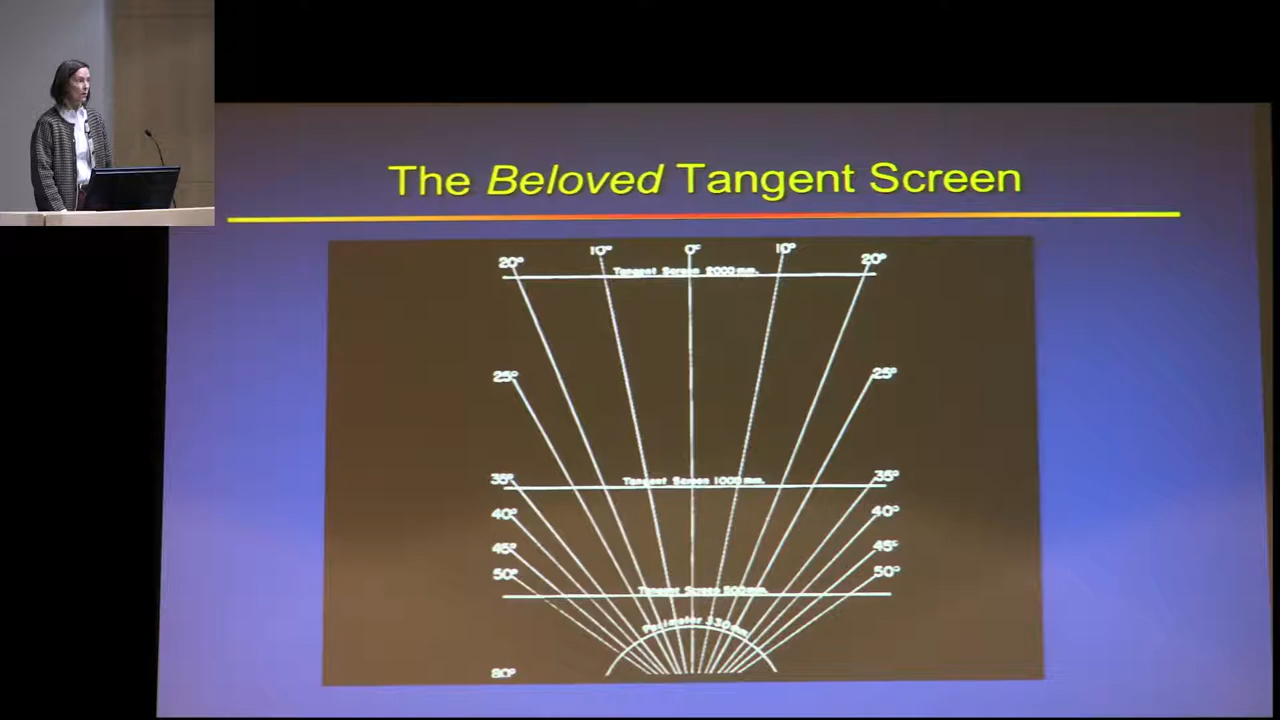 The Beloved Tangent Screen
20° 10° 0° 10° 20°
Tangent Screen 2000 mm.
25° 25°
35° 35°
Tangent Screen 1000 mm.
40° 40°
45° 45°
50° 50°
Tangent Screen 500 mm.
Perimeter 330 mm.
80°